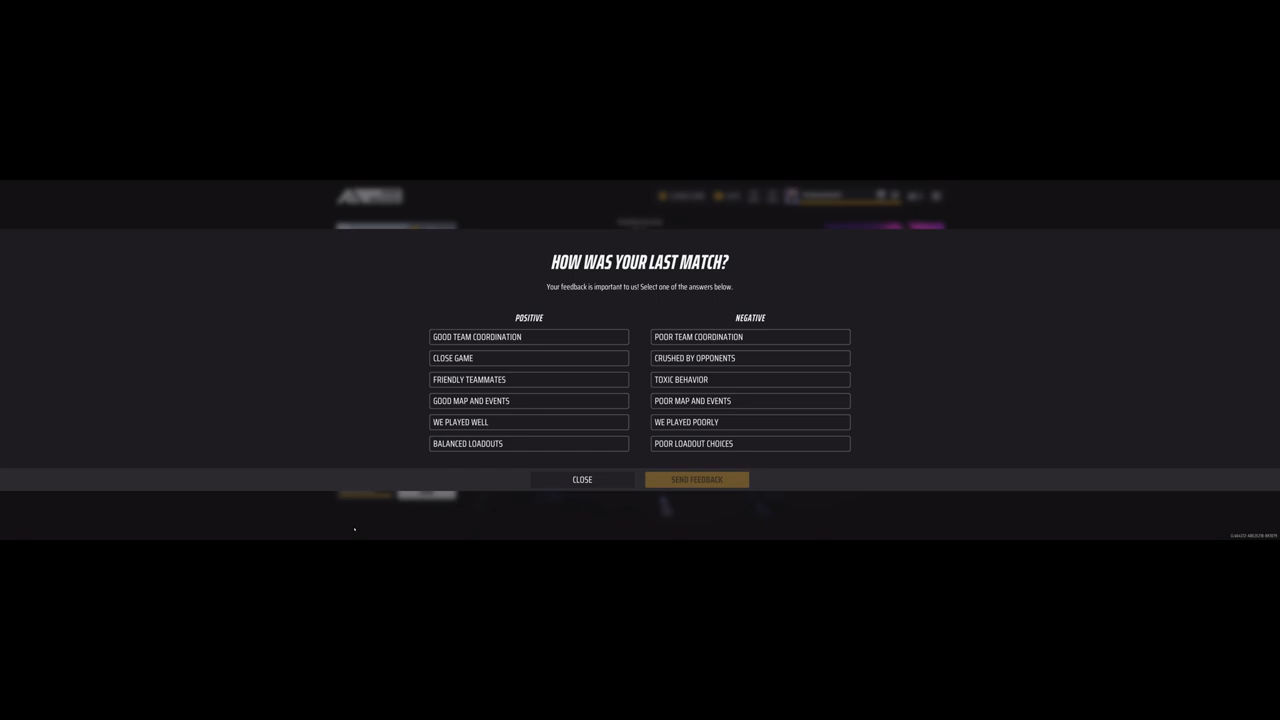 HOW WAS YOUR LAST MATCH?
Your feedback is important to us! Select one of the answers below.
POSITIVE
NEGATIVE
GOOD TEAM COORDINATION
POOR TEAM COORDINATION
CLOSE GAME
CRUSHED BY OPPONENTS
FRIENDLY TEAMMATES
TOXIC BEHAVIOR
GOOD MAP AND EVENTS
POOR MAP AND EVENTS
WE PLAYED WELL
WE PLAYED POORLY
BALANCED LOADOUTS
POOR LOADOUT CHOICES
CLOSE
SEND FEEDBACK